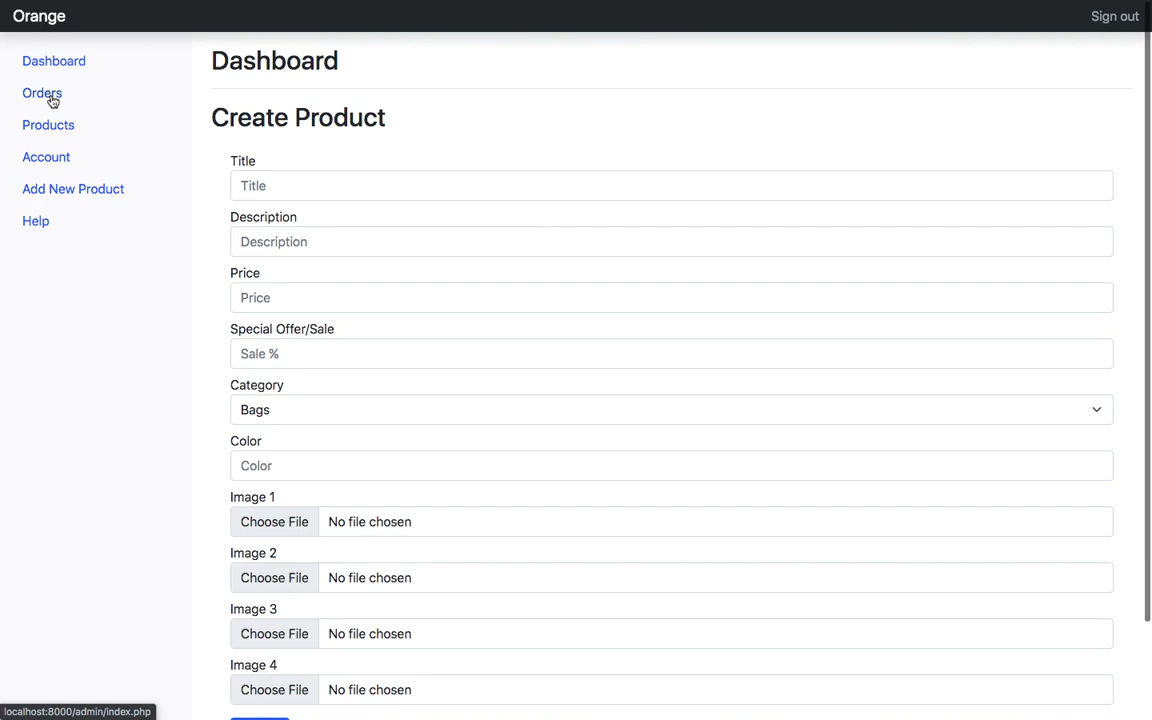 Orange
Sign out
Dashboard
Orders
Products
Account
Add New Product
Help
Dashboard
Create Product
Title
Title
Description
Description
Price
Price
Special Offer/Sale
Sale %
Category
Bags
Color
Color
Image 1
Choose File No file chosen
Image 2
Choose File No file chosen
Image 3
Choose File No file chosen
Image 4
Choose File No file chosen
localhost:8000/admin/index.php